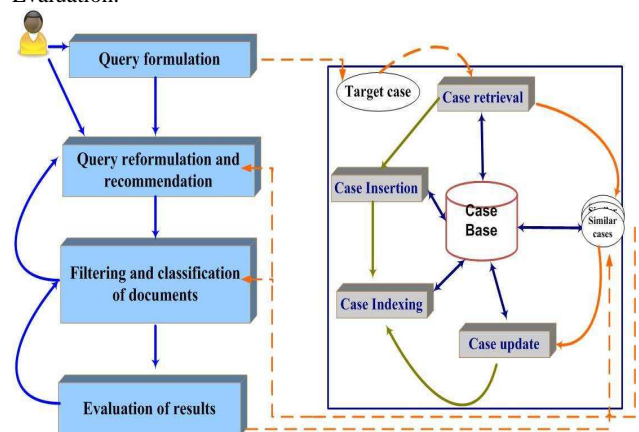 Evaluation.
Query formulation
Target case
Case retrieval
Query reformulation and
recommendation
Case Insertion
Case
Base
Similar
cases
Filtering and classification
of documents
Case Indexing
Case update
Evaluation of results